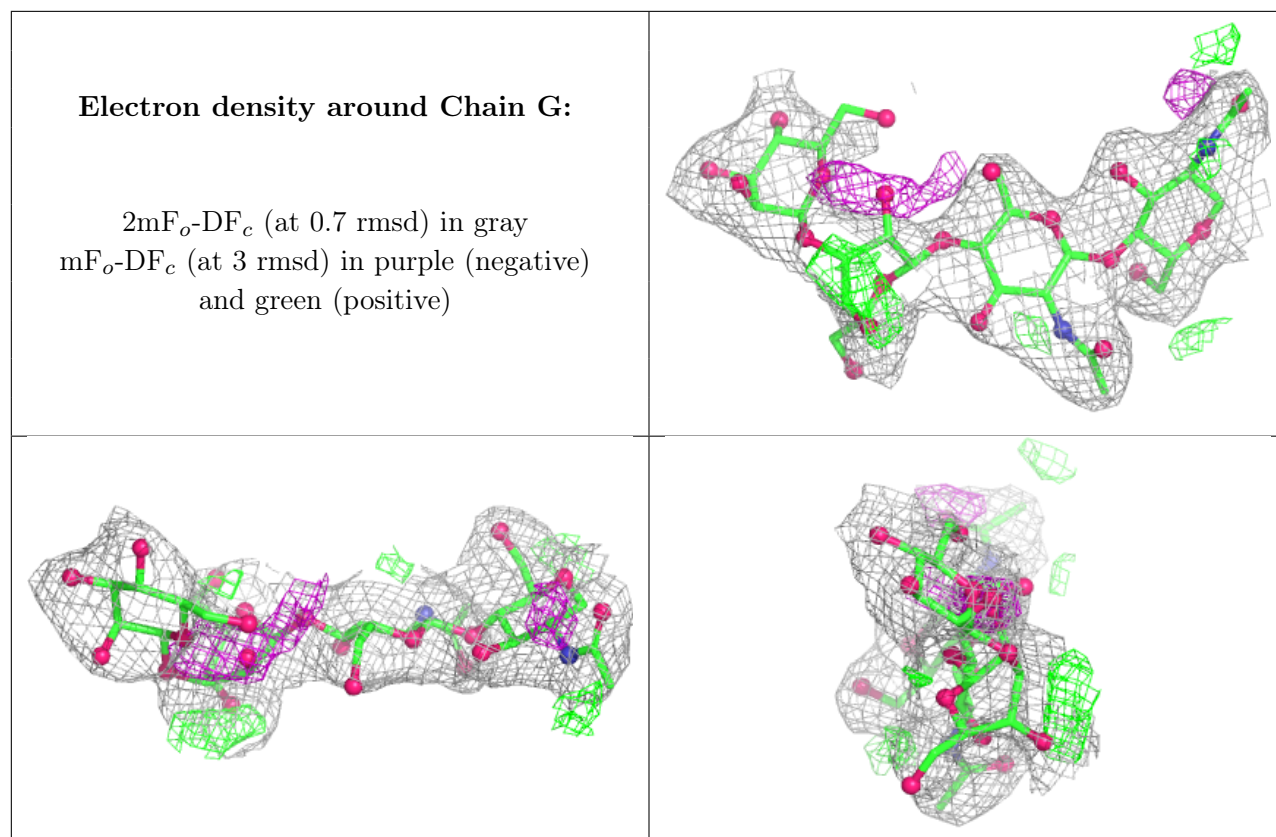 Electron density around Chain G:
2mFo-DFc (at 0.7 rmsd) in gray
mFo-DFc (at 3 rmsd) in purple (negative)
and green (positive)